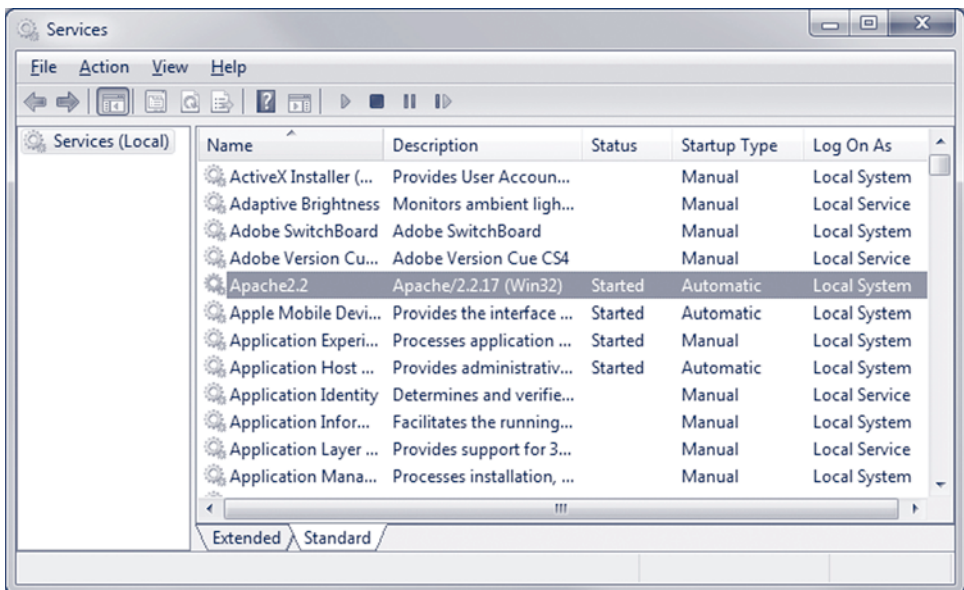 Services
File Action View Help
Services (Local)
Name Description Status Startup Type Log On As
ActiveX Installer (... Provides User Accoun... Manual Local System
Adaptive Brightness Monitors ambient ligh... Manual Local Service
Adobe SwitchBoard Adobe SwitchBoard Manual Local System
Adobe Version Cu... Adobe Version Cue CS4 Manual Local Service
Apache2.2 Apache/2.2.17 (Win32) Started Automatic Local System
Apple Mobile Devi... Provides the interface ... Started Automatic Local System
Application Experi... Processes application ... Started Manual Local System
Application Host ... Provides administrativ... Started Automatic Local System
Application Identity Determines and verifie... Manual Local Service
Application Infor... Facilitates the running... Manual Local System
Application Layer ... Provides support for 3... Manual Local Service
Application Mana... Processes installation, ... Manual Local System
Extended Standard